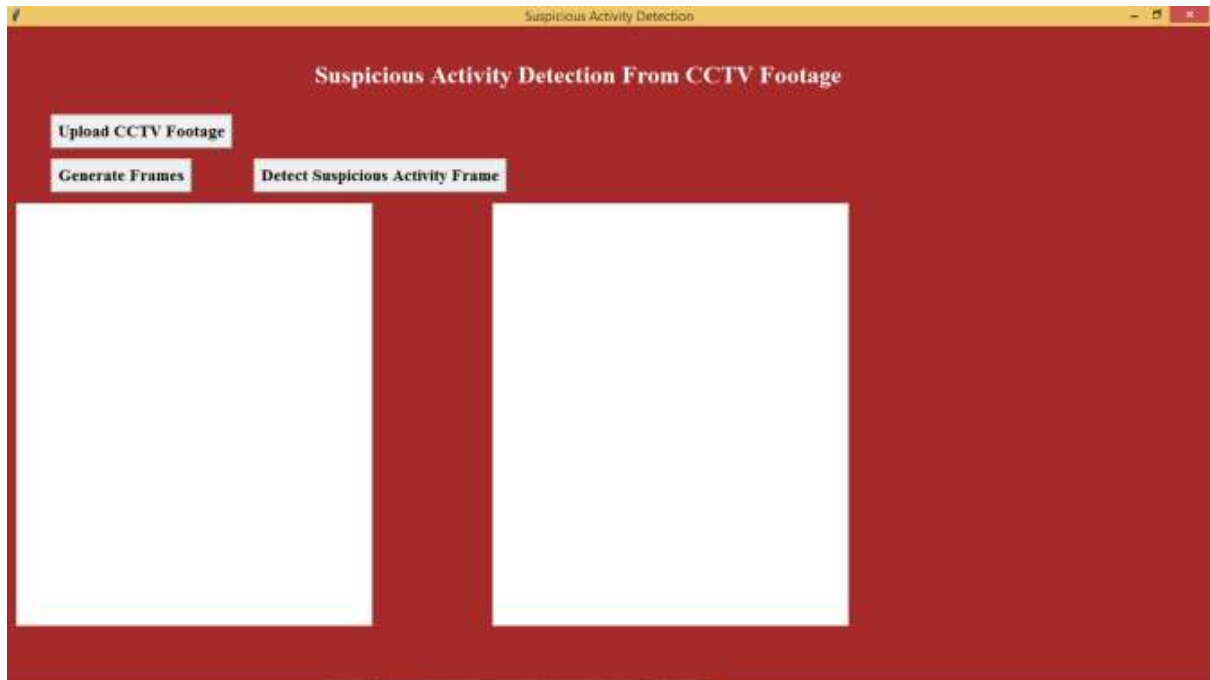 Suspicious Activity Detection
Suspicious Activity Detection From CCTV Footage
Upload CCTV Footage
Generate Frames
Detect Suspicious Activity Frame